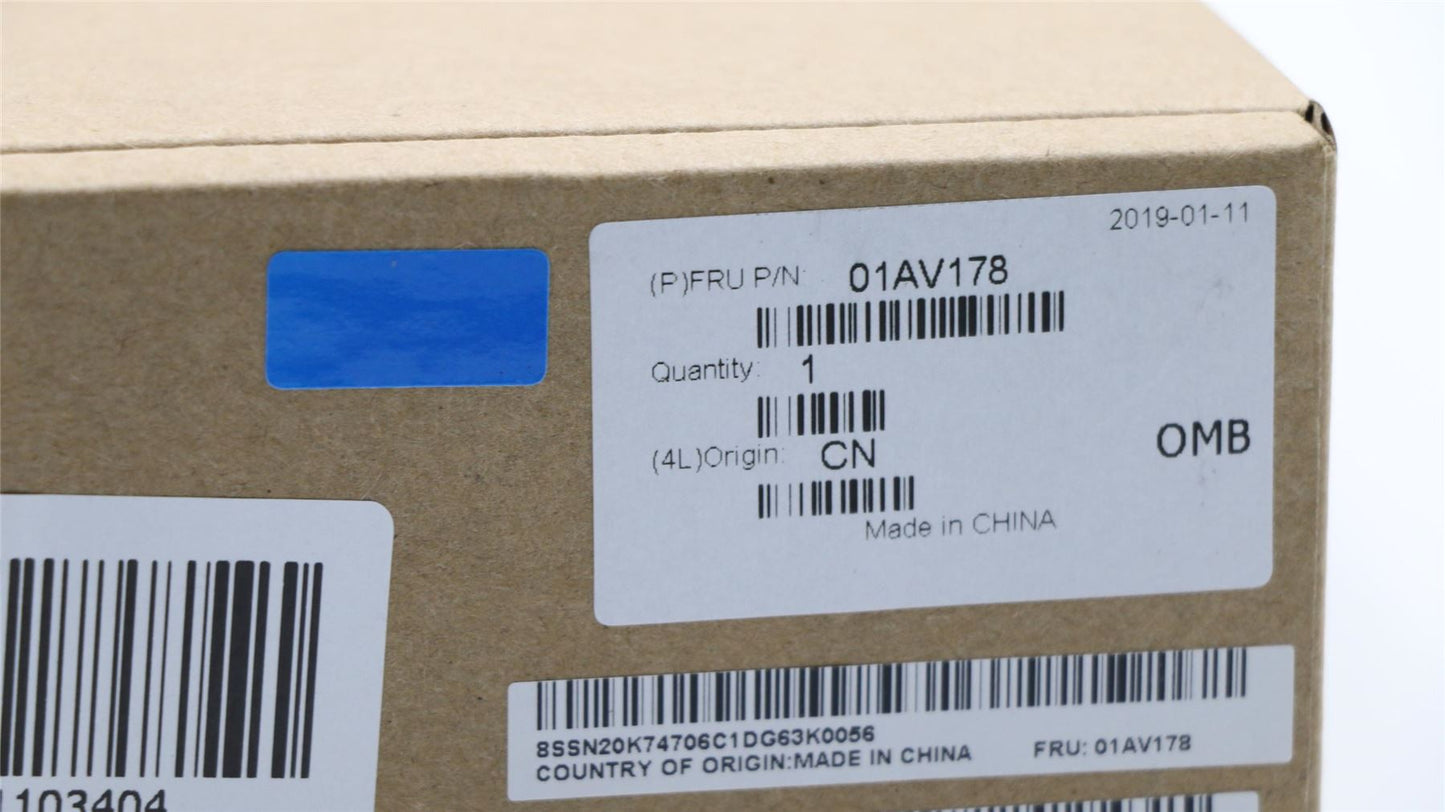 2019-01-11
(P)FRU P/N: 01AV178
Quantity: 1
(4L)Origin: CN
OMB
Made in CHINA
8SSN20K74706C1DG63K0056
COUNTRY OF ORIGIN:MADE IN CHINA FRU: 01AV178
1103404